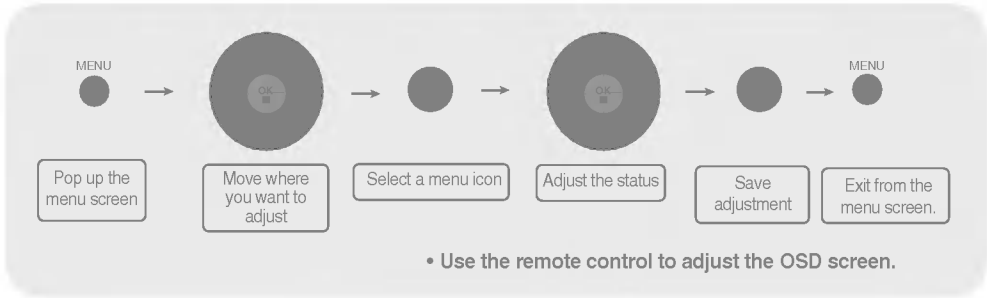 MENU
OK
OK
MENU
Pop up the
menu screen
Move where
you want to
adjust
Select a menu icon
Adjust the status
Save
adjustment
Exit from the
menu screen.
• Use the remote control to adjust the OSD screen.